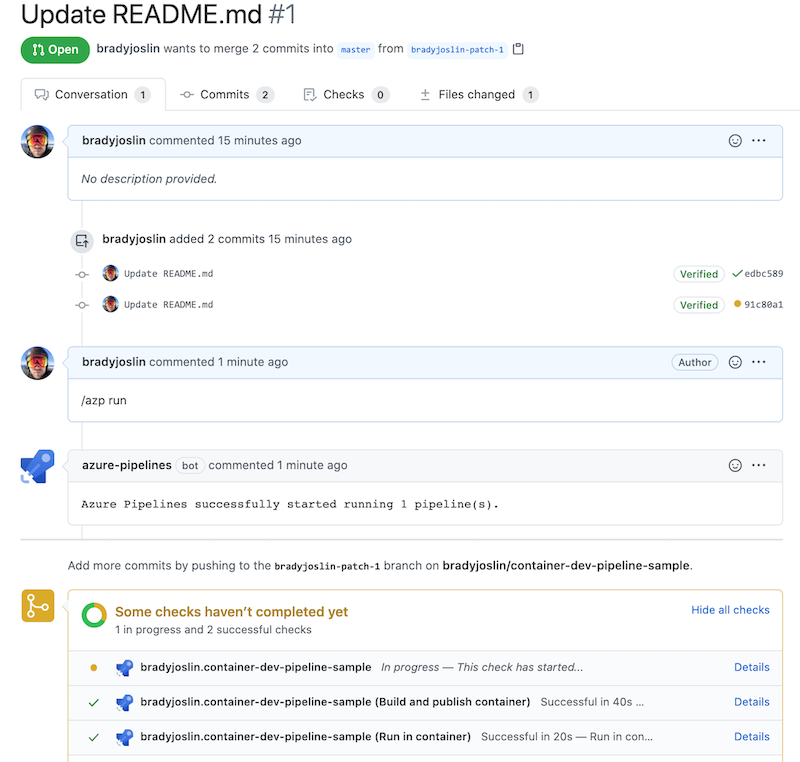 Update README.md #1
Open bradyjoslin wants to merge 2 commits into master from bradyjoslin-patch-1
Conversation 1 Commits 2 Checks 0 Files changed 1
bradyjoslin commented 15 minutes ago
No description provided.
bradyjoslin added 2 commits 15 minutes ago
Update README.md Verified edbc589
Update README.md Verified 91c80a1
bradyjoslin commented 1 minute ago Author
/azp run
azure-pipelines bot commented 1 minute ago
Azure Pipelines successfully started running 1 pipeline(s).
Add more commits by pushing to the bradyjoslin-patch-1 branch on bradyjoslin/container-dev-pipeline-sample.
Some checks haven’t completed yet Hide all checks
1 in progress and 2 successful checks
bradyjoslin.container-dev-pipeline-sample In progress — This check has started... Details
bradyjoslin.container-dev-pipeline-sample (Build and publish container) Successful in 40s ... Details
bradyjoslin.container-dev-pipeline-sample (Run in container) Successful in 20s — Run in con... Details